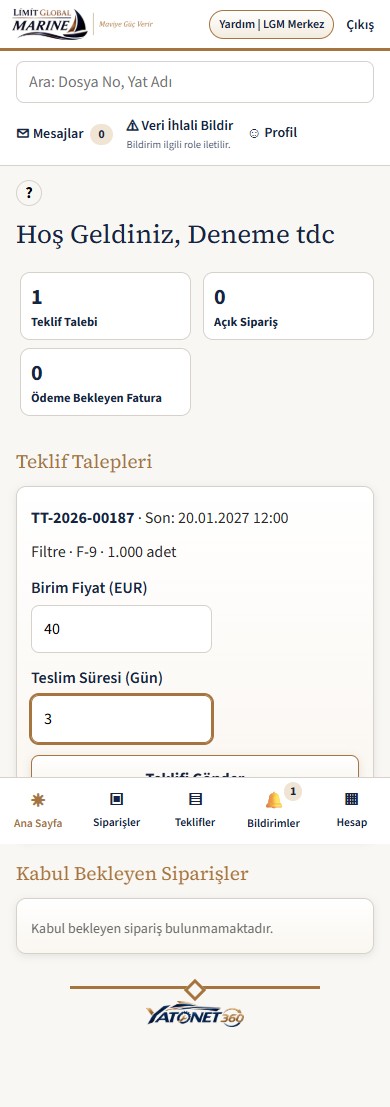 LİMİT GLOBAL
MARINE
Maviye Güç Verir
Yardım | LGM Merkez
Çıkış
Ara: Dosya No, Yat Adı
Mesajlar 0
⚠ Veri İhlali Bildir
Bildirim ilgili role iletilir.
☺ Profil
?
Hoş Geldiniz, Deneme tdc
1
Teklif Talebi
0
Açık Sipariş
0
Ödeme Bekleyen Fatura
Teklif Talepleri
TT-2026-00187 · Son: 20.01.2027 12:00
Filtre · F-9 · 1.000 adet
Birim Fiyat (EUR)
40
Teslim Süresi (Gün)
3
Teklifi Gönder
1
Ana Sayfa
Siparişler
Teklifler
Bildirimler
Hesap
Kabul Bekleyen Siparişler
Kabul bekleyen sipariş bulunmamaktadır.
YATONET360